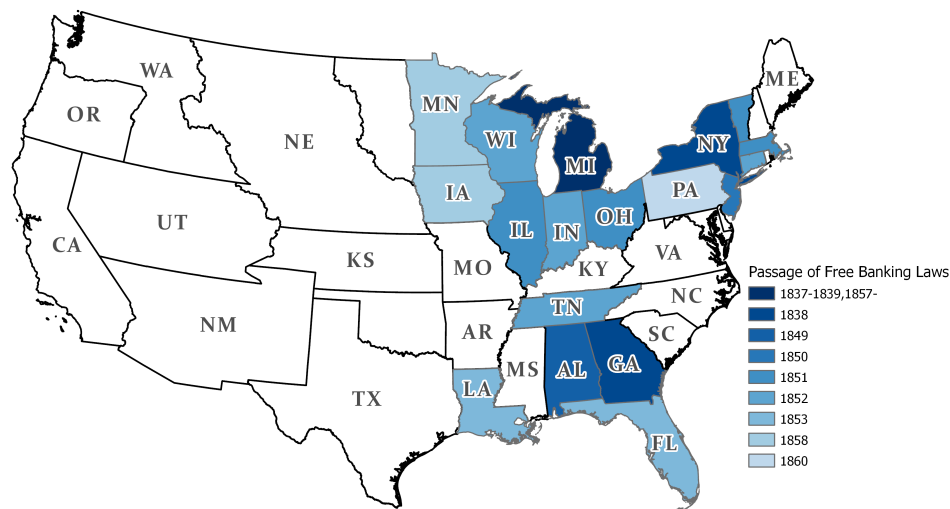 ME
WA
MN
OR
WI
NY
NE
MI
PA
IA
OH
UT
IL
IN
CA
VA
KS
MO
KY
Passage of Free Banking Laws
1837-1839,1857-
1838
1849
1850
1851
1852
1853
1858
1860
NC
TN
NM
AR
SC
MS
AL
GA
LA
TX
FL